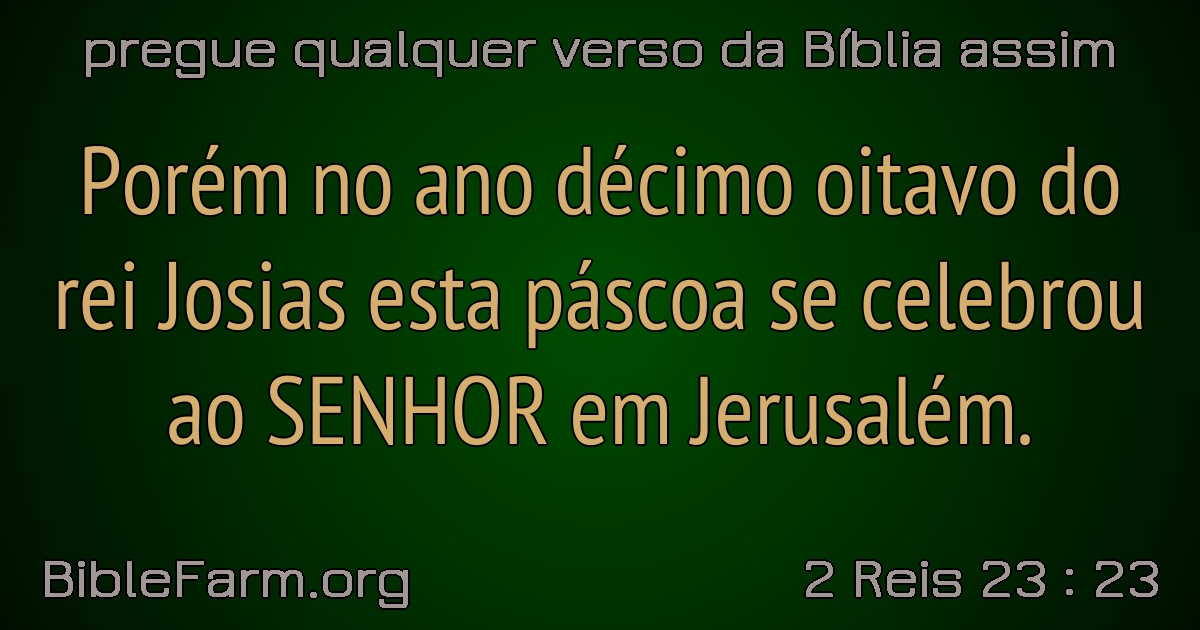 pregue qualquer verso da Bíblia assim
Porém no ano décimo oitavo do
rei Josias esta páscoa se celebrou
ao SENHOR em Jerusalém.
BibleFarm.org
2 Reis 23 : 23